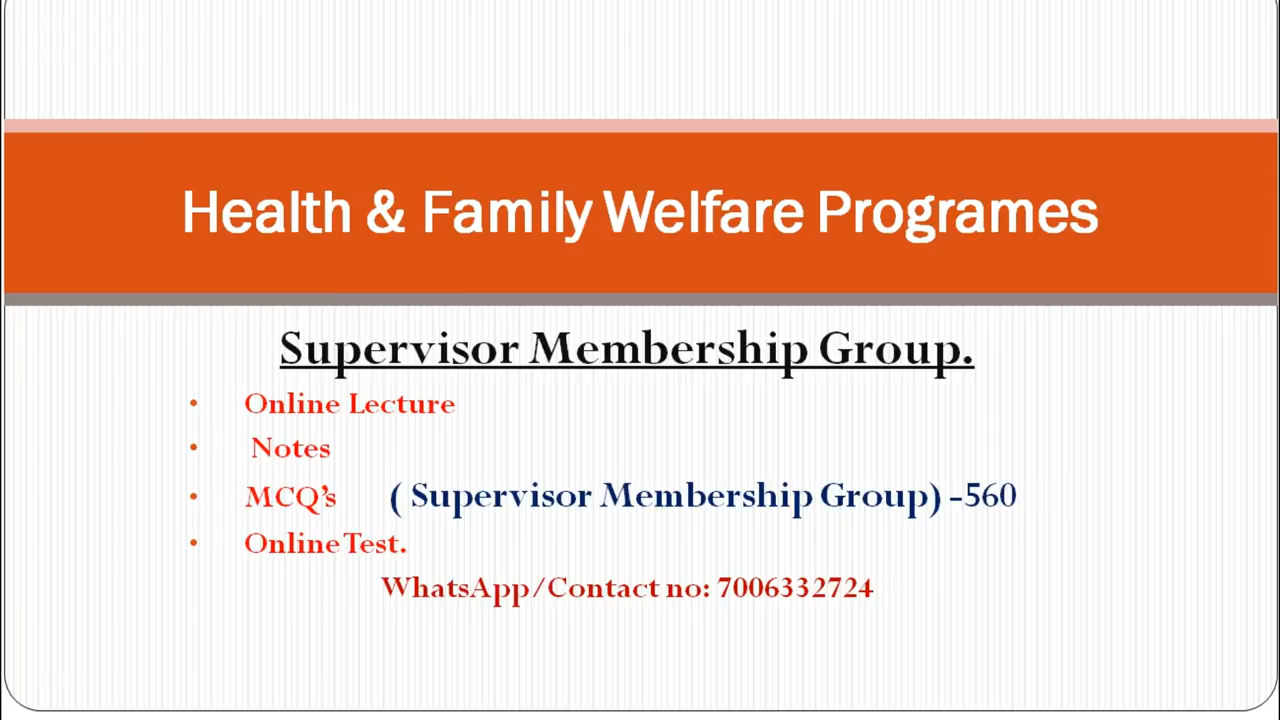 Health & Family Welfare Programes
Supervisor Membership Group.
• Online Lecture
• Notes
• MCQ’s ( Supervisor Membership Group) -560
• Online Test.
WhatsApp/Contact no: 7006332724